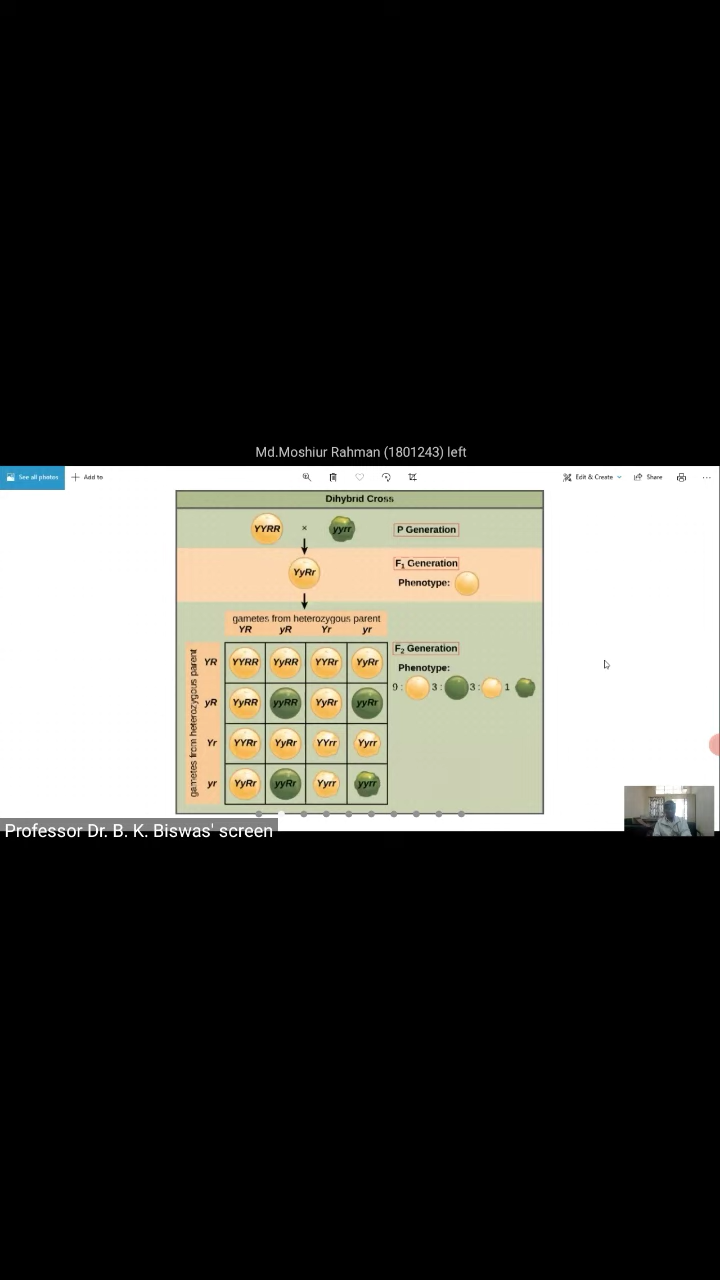 Md.Moshiur Rahman (1801243) left
See all photos + Add to Edit & Create Share ...
Dihybrid Cross
YYRR × yyrr P Generation
YyRr F₁ Generation
Phenotype:
gametes from heterozygous parent
YR yR Yr yr
gametes from heterozygous parent
F₂ Generation
Phenotype:
9 : 3 : 3 : 1
YR YYRR YyRR YYRr YyRr
yR YyRR yyRR YyRr yyRr
Yr YYRr YyRr YYrr Yyrr
yr YyRr yyRr Yyrr yyrr
Professor Dr. B. K. Biswas' screen